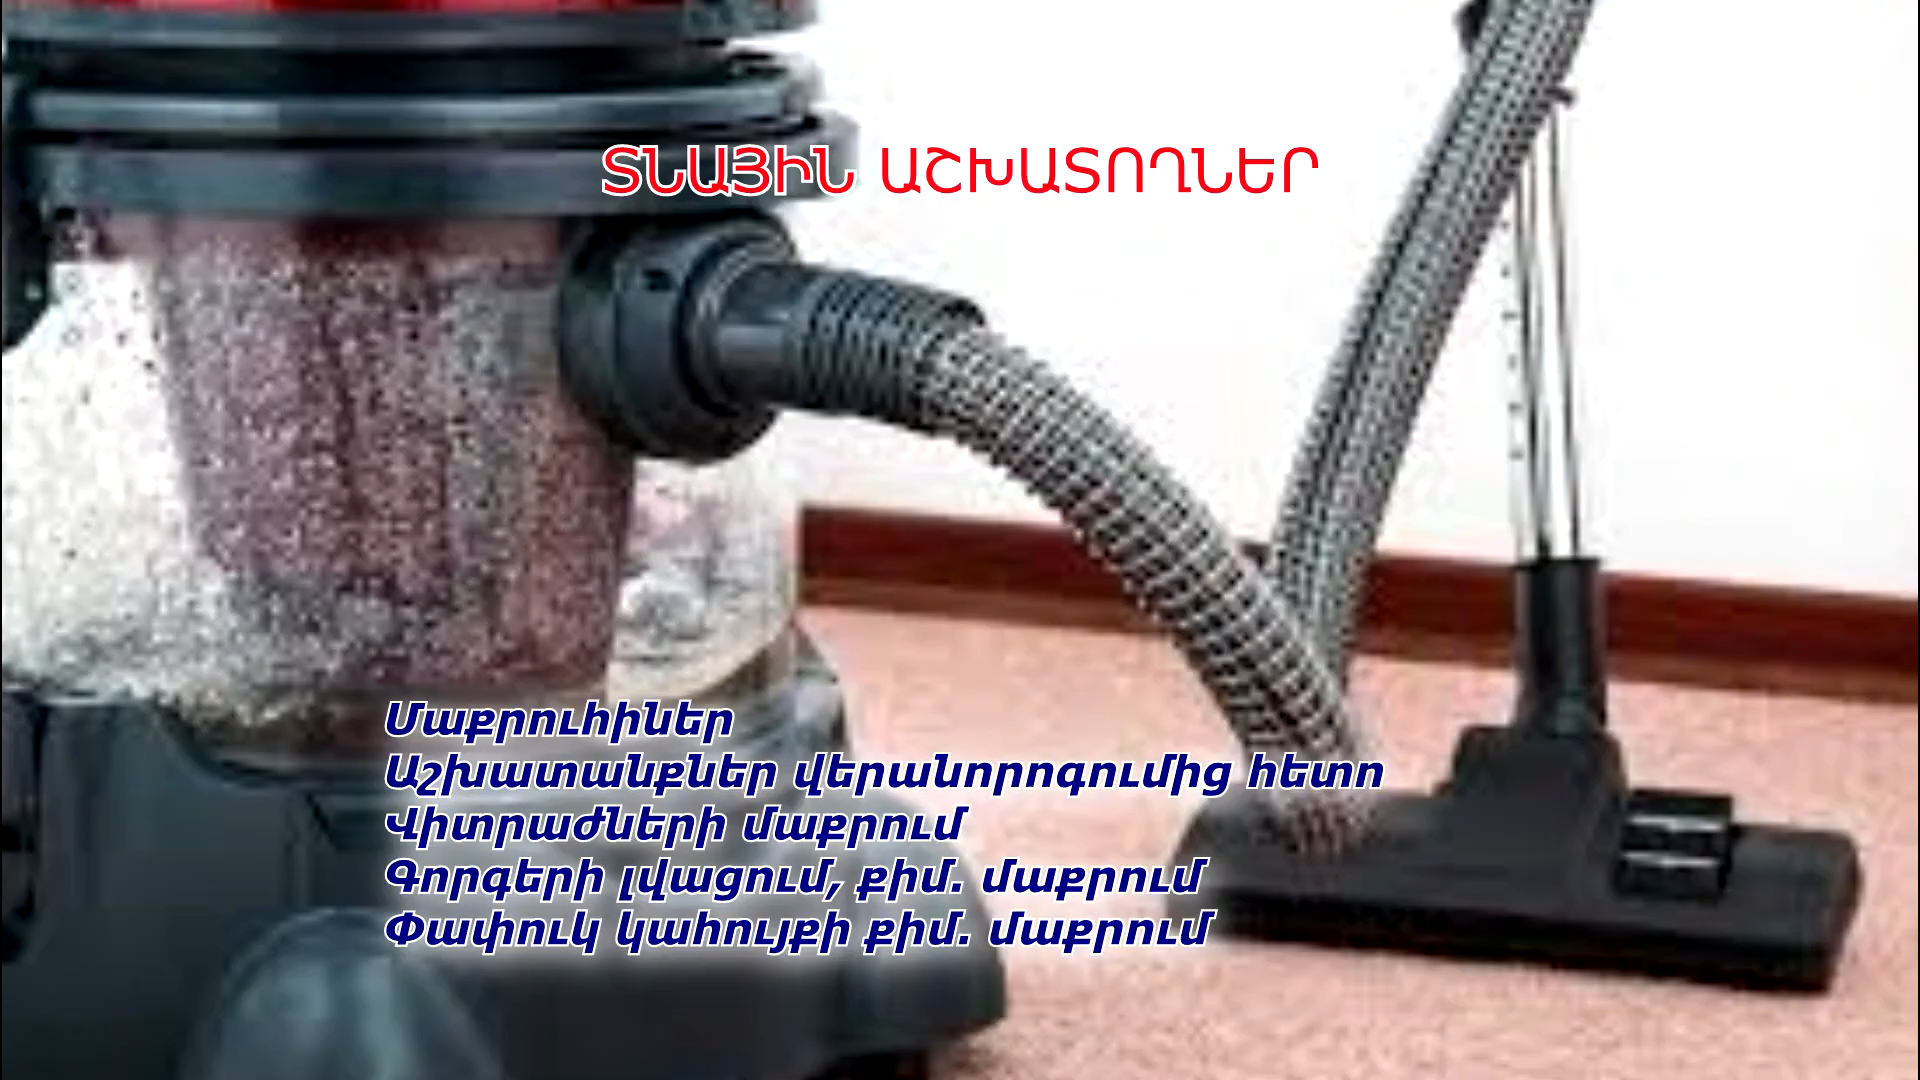 ՏՆԱՅԻՆ ԱՇԽԱՏՈՂՆԵՐ
Մաքրուհիներ
Աշխատանքներ վերանորոգումից հետո
Վիտրաժների մաքրում
Գորգերի լվացում, քիմ. մաքրում
Փափուկ կահույքի քիմ. մաքրում